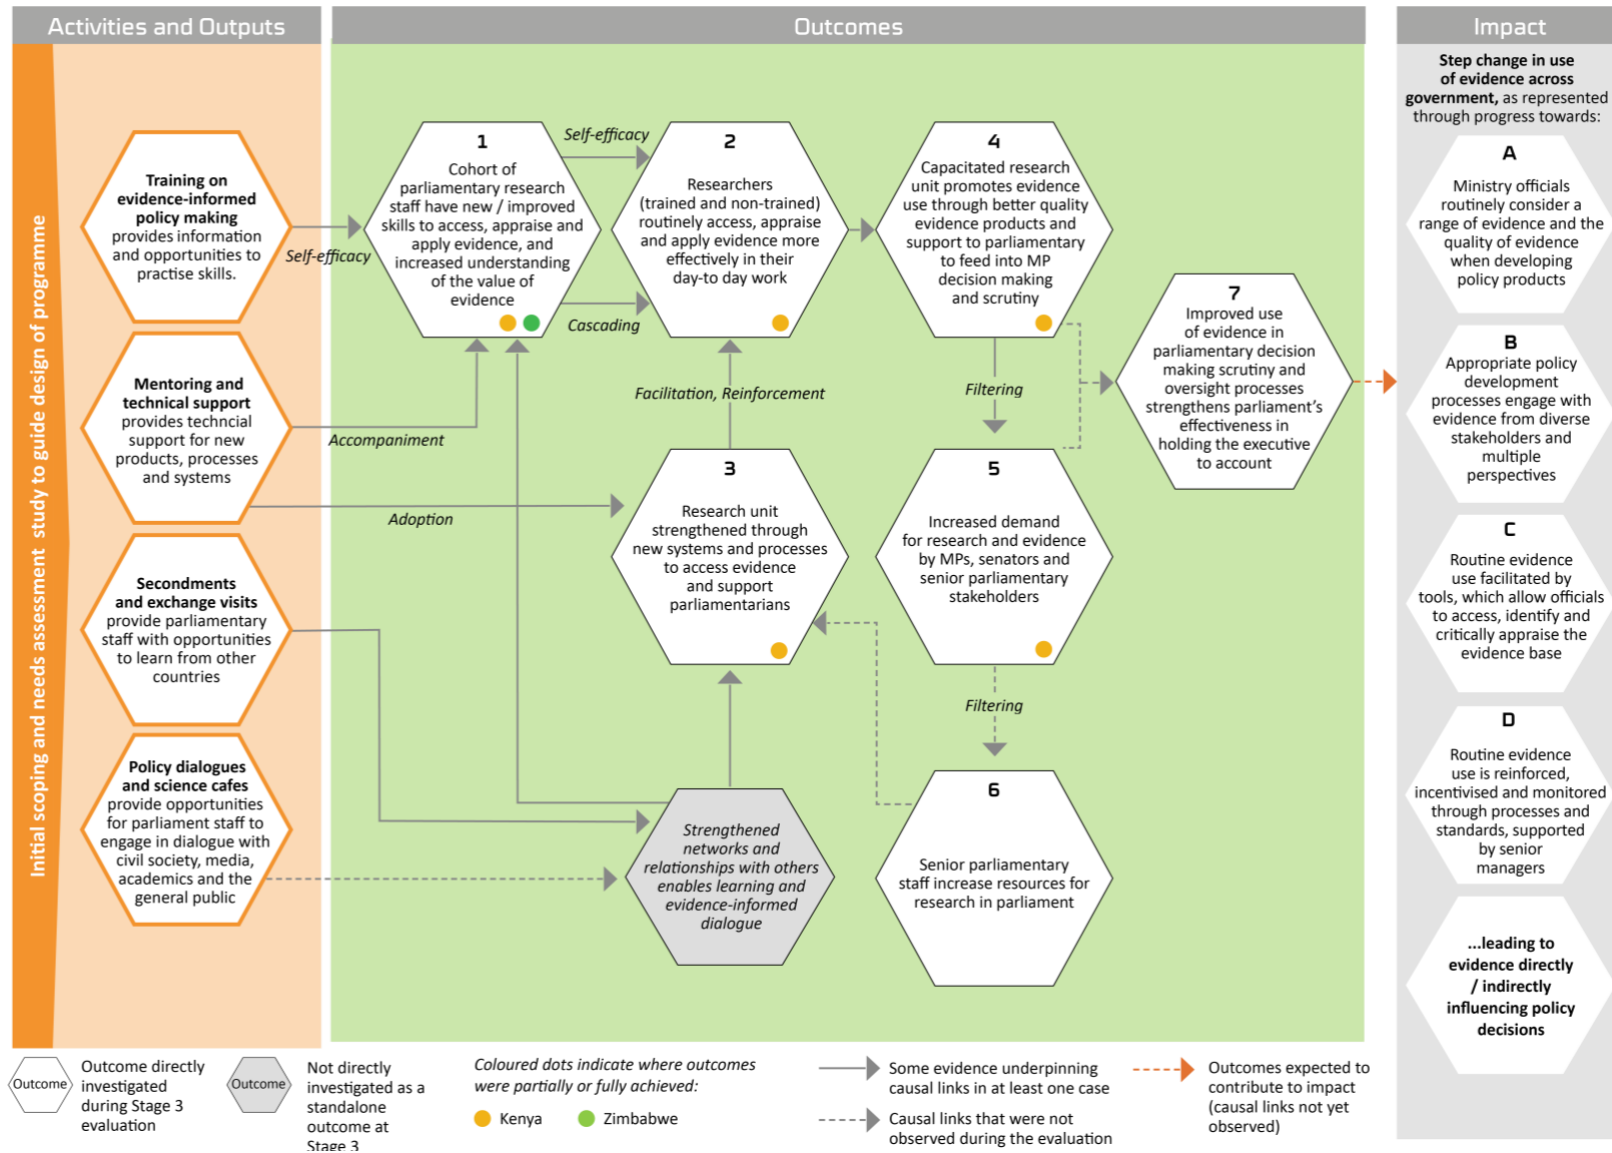 Activities and Outputs
Outcomes
Impact
Initial scoping and needs assessment study to guide design of programme
Training on
evidence-informed
policy making
provides information
and opportunities to
practise skills.
Self-efficacy
Mentoring and
technical support
provides techncial
support for new
products, processes
and systems
Accompaniment
Adoption
Secondments
and exchange visits
provide parliamentary
staff with opportunities
to learn from other
countries
Policy dialogues
and science cafes
provide opportunities
for parliament staff to
engage in dialogue with
civil society, media,
academics and the
general public
1
Cohort of
parliamentary research
staff have new / improved
skills to access, appraise and
apply evidence, and
increased understanding
of the value of
evidence
Self-efficacy
Cascading
2
Researchers
(trained and non-trained)
routinely access, appraise
and apply evidence more
effectively in their
day-to day work
Facilitation, Reinforcement
3
Research unit
strengthened through
new systems and processes
to access evidence
and support
parliamentarians
Strengthened
networks and
relationships with others
enables learning and
evidence-informed
dialogue
4
Capacitated research
unit promotes evidence
use through better quality
evidence products and
support to parliamentary
to feed into MP
decision making
and scrutiny
Filtering
5
Increased demand
for research and evidence
by MPs, senators and
senior parliamentary
stakeholders
Filtering
6
Senior parliamentary
staff increase resources for
research in parliament
7
Improved use
of evidence in
parliamentary decision
making scrutiny and
oversight processes
strengthens parliament's
effectiveness in
holding the executive
to account
Step change in use
of evidence across
government, as represented
through progress towards:
A
Ministry officials
routinely consider a
range of evidence and the
quality of evidence
when developing
policy products
B
Appropriate policy
development
processes engage with
evidence from diverse
stakeholders and
multiple
perspectives
C
Routine evidence
use facilitated by
tools, which allow officials
to access, identify and
critically appraise the
evidence base
D
Routine evidence
use is reinforced,
incentivised and monitored
through processes and
standards, supported
by senior
managers
...leading to
evidence directly
/ indirectly
influencing policy
decisions
Outcome
Outcome directly
investigated
during Stage 3
evaluation
Outcome
Not directly
investigated as a
standalone
outcome at
Stage 3
Coloured dots indicate where outcomes
were partially or fully achieved:
Kenya
Zimbabwe
Some evidence underpinning
causal links in at least one case
Causal links that were not
observed during the evaluation
Outcomes expected to
contribute to impact
(causal links not yet
observed)